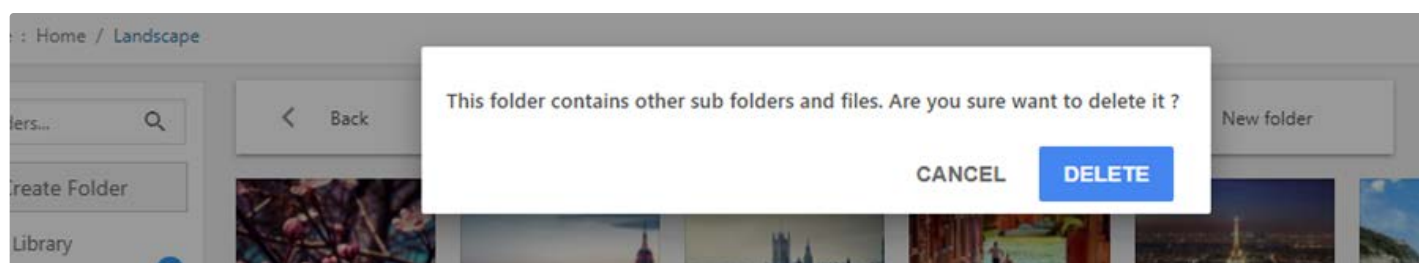 : Home / Landscape
This folder contains other sub folders and files. Are you sure want to delete it ?
Back
New folder
CANCEL
DELETE
Create Folder
Library